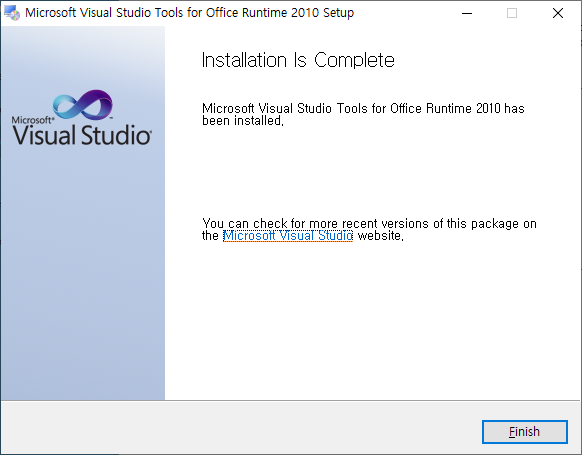 Microsoft Visual Studio Tools for Office Runtime 2010 Setup
Installation Is Complete
Microsoft Visual Studio Tools for Office Runtime 2010 has
been installed.
Microsoft®
Visual Studio®
You can check for more recent versions of this package on
the Microsoft Visual Studio website.
Finish